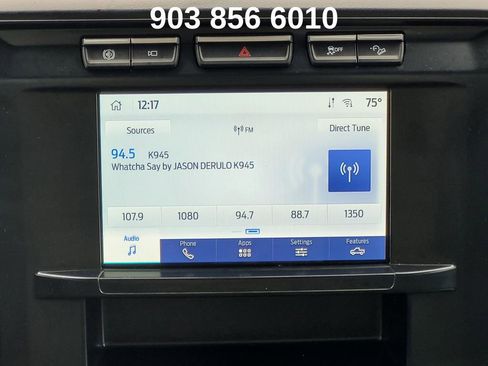 903 856 6010
OFF
12:17
75°
Sources
FM
Direct Tune
94.5 K945
Whatcha Say by JASON DERULO K945
107.9 1080 94.7 88.7 1350
Audio Phone Apps Settings Features